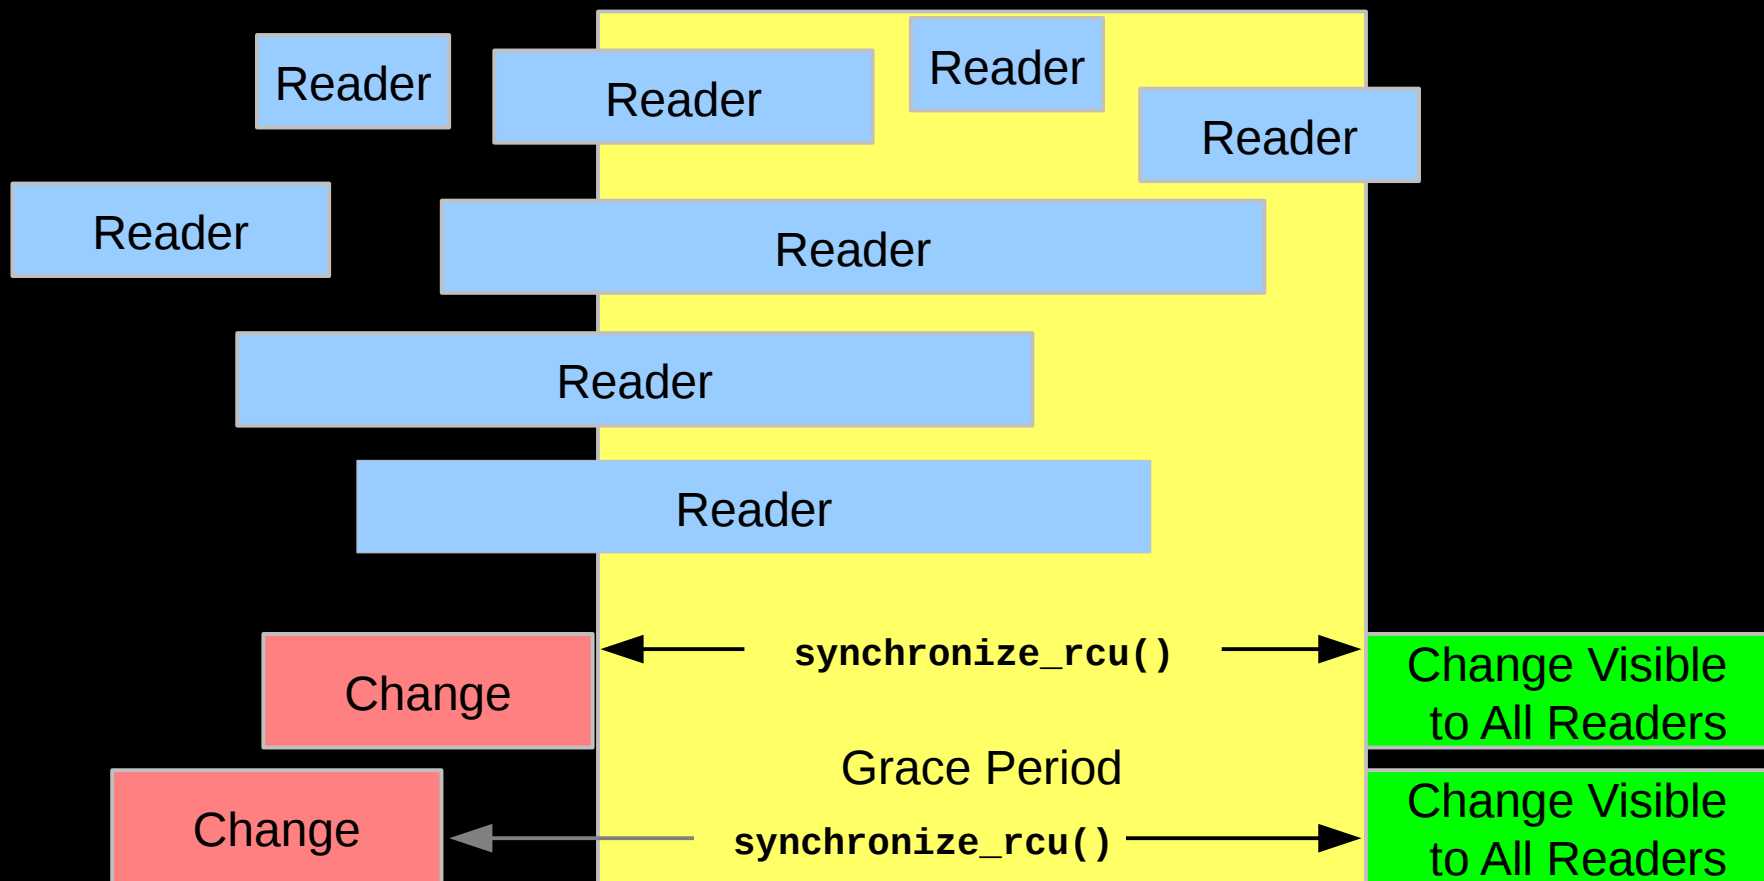 Reader
Reader
Reader
Reader
Reader
Reader
Reader
Reader
synchronize_rcu()
Change
Change Visible
to All Readers
Grace Period
Change
synchronize_rcu()
Change Visible
to All Readers